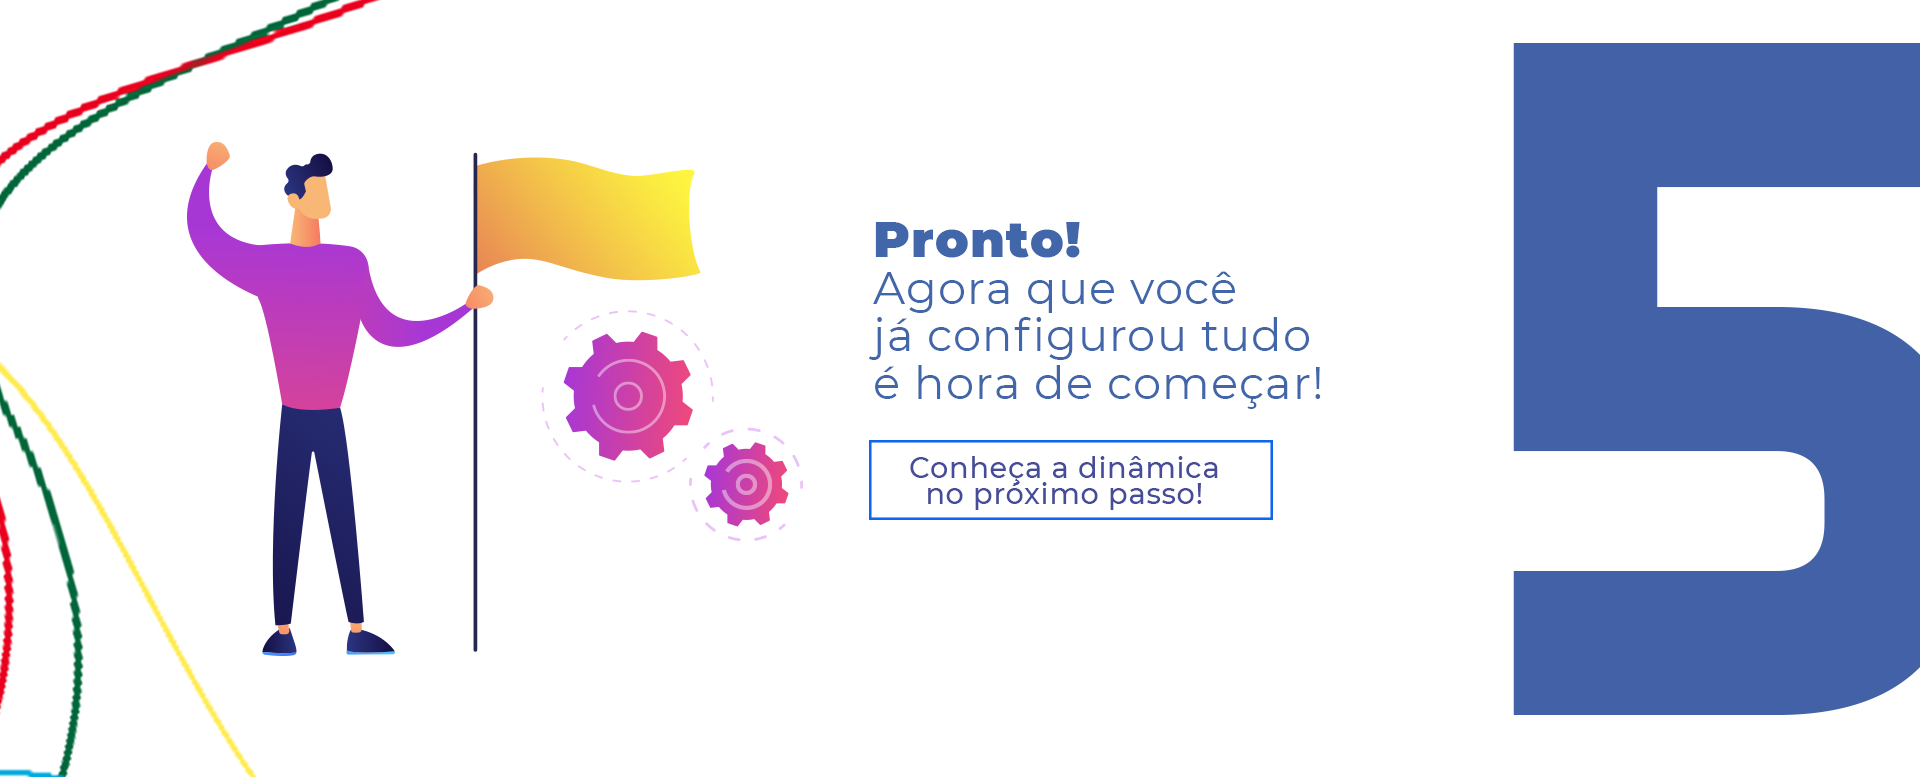 Pronto!
Agora que você
já configurou tudo
é hora de começar!
Conheça a dinâmica
no próximo passo!
5